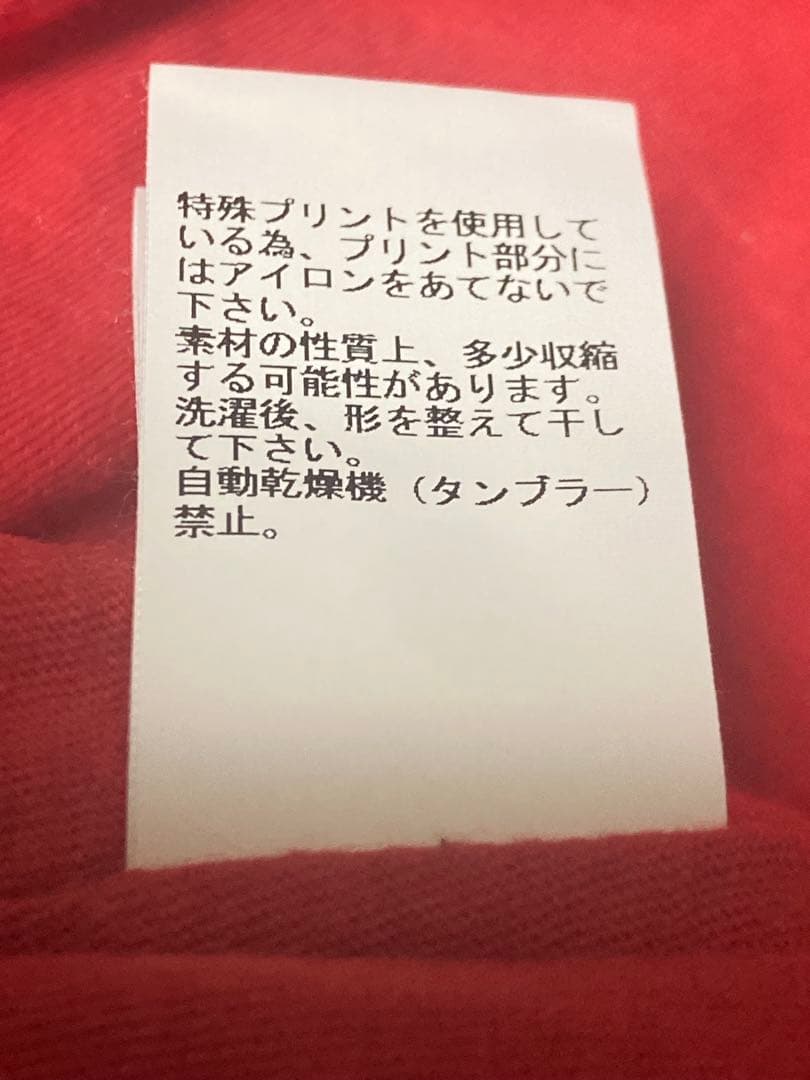 特殊プリントを使用して
いる為、プリント部分に
はアイロンをあてないで
下さい。
素材の性質上、多少収縮
する可能性があります。
洗濯後、形を整えて干し
て下さい。
自動乾燥機（タンブラー）
禁止。